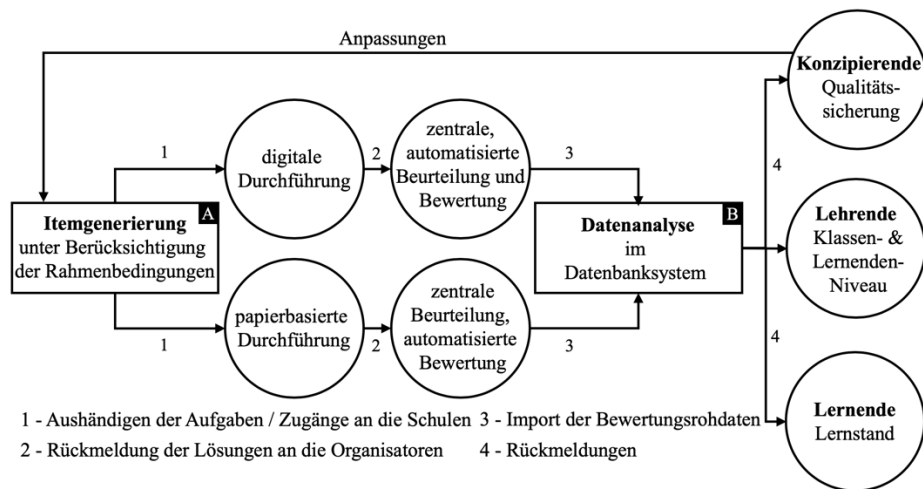 Anpassungen
Konzipierende
Qualitäts-
sicherung
1
digitale
Durchführung
2
zentrale,
automatisierte
Beurteilung und
Bewertung
3
4
Itemgenerierung
A
unter Berücksichtigung
der Rahmenbedingungen
Datenanalyse
B
im
Datenbanksystem
Lehrende
Klassen- &
Lernenden-
Niveau
1
papierbasierte
Durchführung
2
zentrale
Beurteilung,
automatisierte
Bewertung
3
4
Lernende
Lernstand
1 - Aushändigen der Aufgaben / Zugänge an die Schulen
3 - Import der Bewertungsrohdaten
2 - Rückmeldung der Lösungen an die Organisatoren
4 - Rückmeldungen